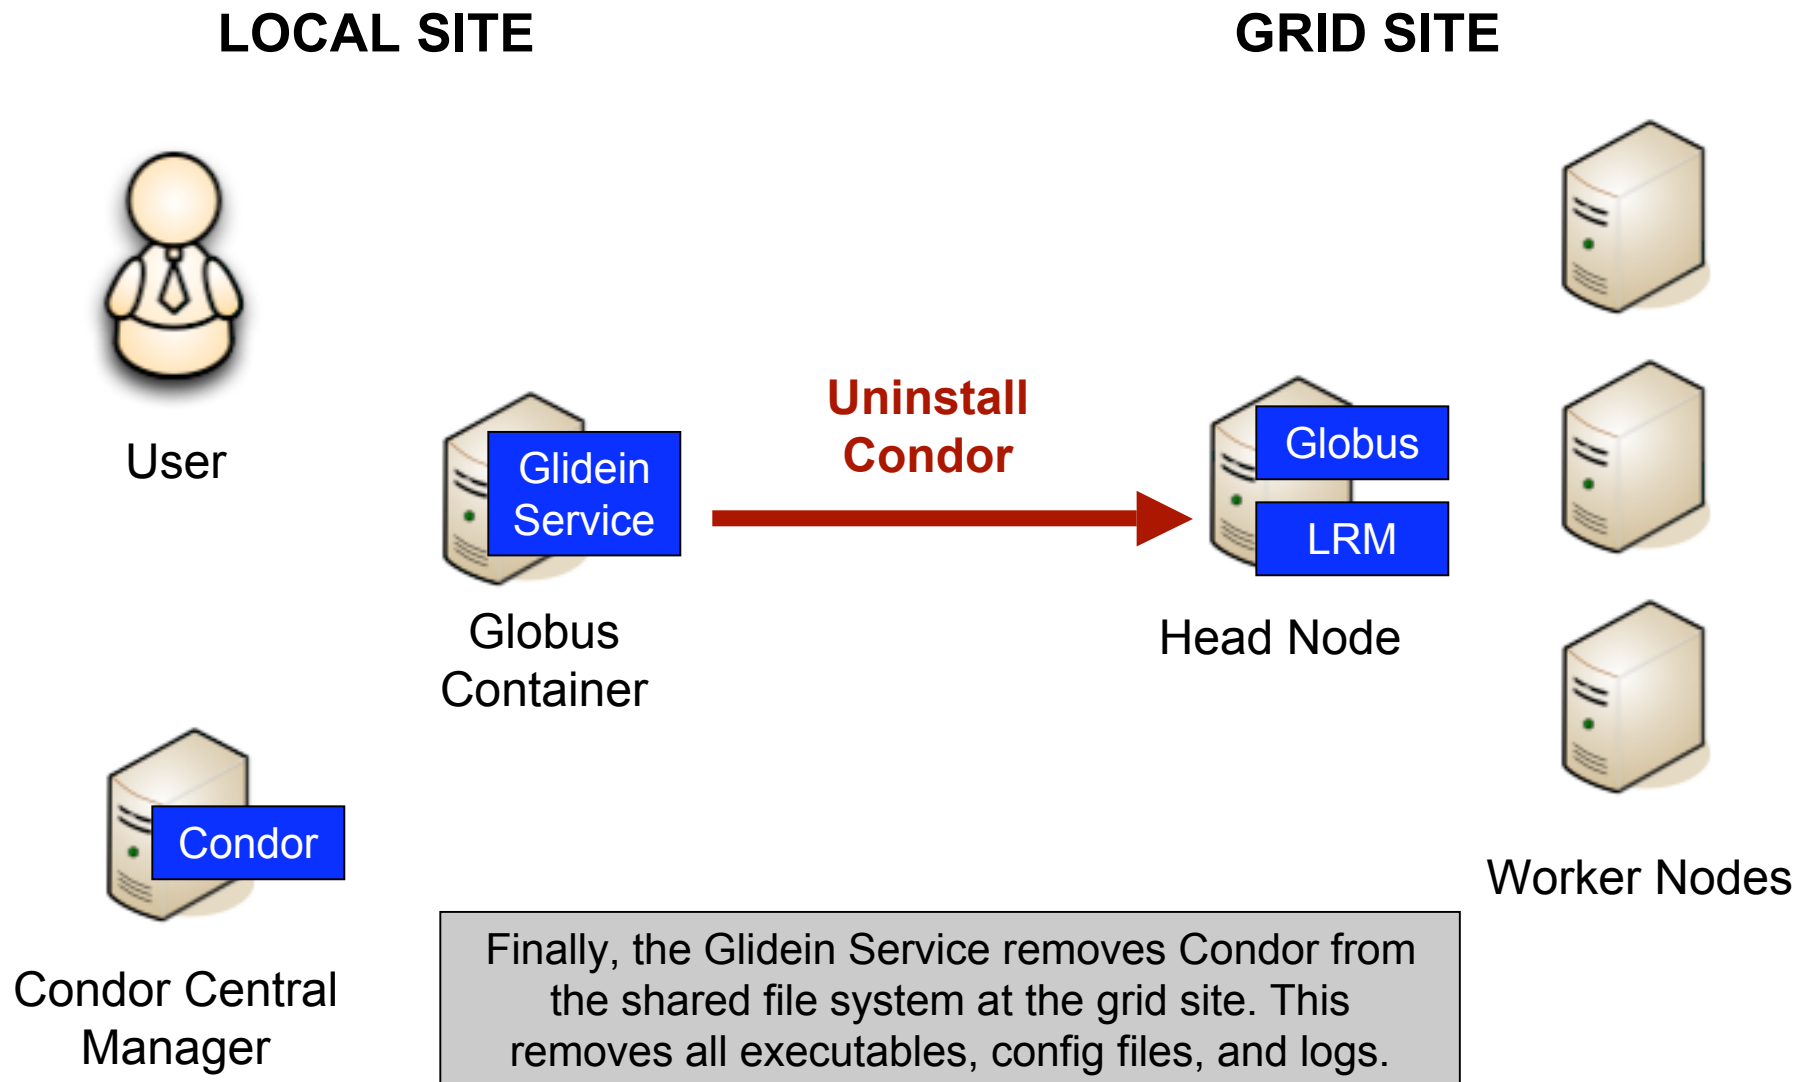 LOCAL SITE
GRID SITE
User
Glidein
Service
Globus
Container
Uninstall
Condor
Globus
LRM
Head Node
Condor
Condor Central
Manager
Worker Nodes
Finally, the Glidein Service removes Condor from
the shared file system at the grid site. This
removes all executables, config files, and logs.